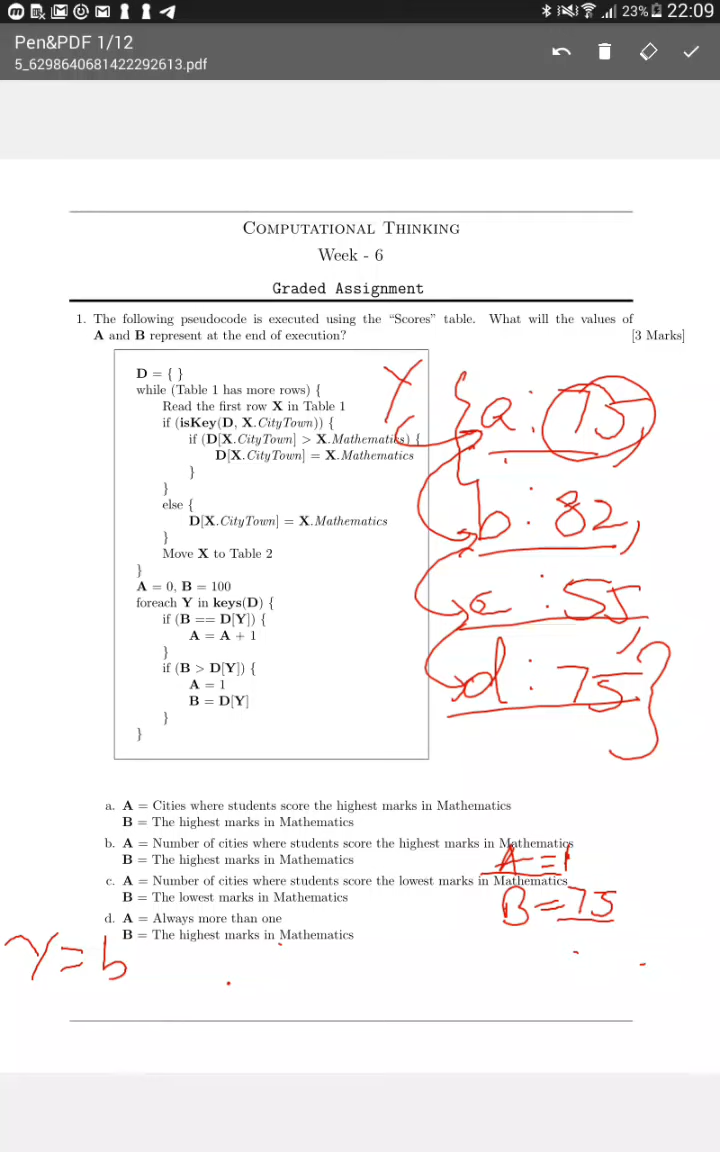 23% 22:09
Pen&PDF 1/12
5_6298640681422292613.pdf
COMPUTATIONAL THINKING
Week - 6
Graded Assignment
1. The following pseudocode is executed using the “Scores” table. What will the values of
A and B represent at the end of execution? [3 Marks]
D = { }
while (Table 1 has more rows) {
Read the first row X in Table 1
if (isKey(D, X.CityTown)) {
if (D[X.CityTown] > X.Mathematics) {
D[X.CityTown] = X.Mathematics
}
}
else {
D[X.CityTown] = X.Mathematics
}
Move X to Table 2
}
A = 0, B = 100
foreach Y in keys(D) {
if (B == D[Y]) {
A = A + 1
}
if (B > D[Y]) {
A = 1
B = D[Y]
}
}
Y {a : 75,
b : 82,
c : 55,
d : 75}
a. A = Cities where students score the highest marks in Mathematics
B = The highest marks in Mathematics
b. A = Number of cities where students score the highest marks in Mathematics
B = The highest marks in Mathematics
c. A = Number of cities where students score the lowest marks in Mathematics
B = The lowest marks in Mathematics
d. A = Always more than one
B = The highest marks in Mathematics
A = 1
B = 75
Y = b